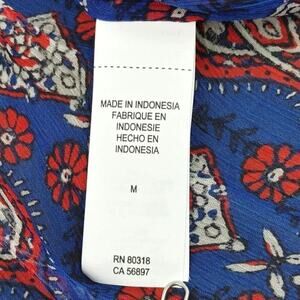 MADE IN INDONESIA
FABRIQUE EN
INDONESIE
HECHO EN
INDONESIA
M
RN 80318
CA 56897